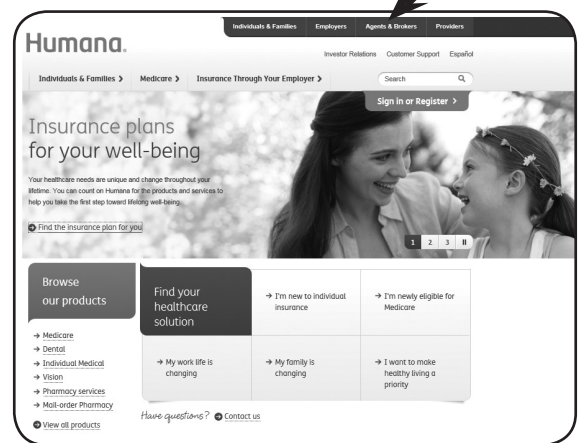 Individuals & Families Employers Agents & Brokers Providers
Humana.
Investor Relations Customer Support Español
Individuals & Families Medicare Insurance Through Your Employer Search
Sign in or Register
Insurance plans
for your well-being
Your healthcare needs are unique and change throughout your
lifetime. You can count on Humana for the products and services to
help you take the first step toward lifelong well-being.
Find the insurance plan for you
1 2 3
Browse
our products
Medicare
Dental
Individual Medical
Vision
Pharmacy services
Mail-order Pharmacy
View all products
Find your
healthcare
solution
I'm new to individual
insurance
I'm newly eligible for
Medicare
My work life is
changing
My family is
changing
I want to make
healthy living a
priority
Have questions? Contact us